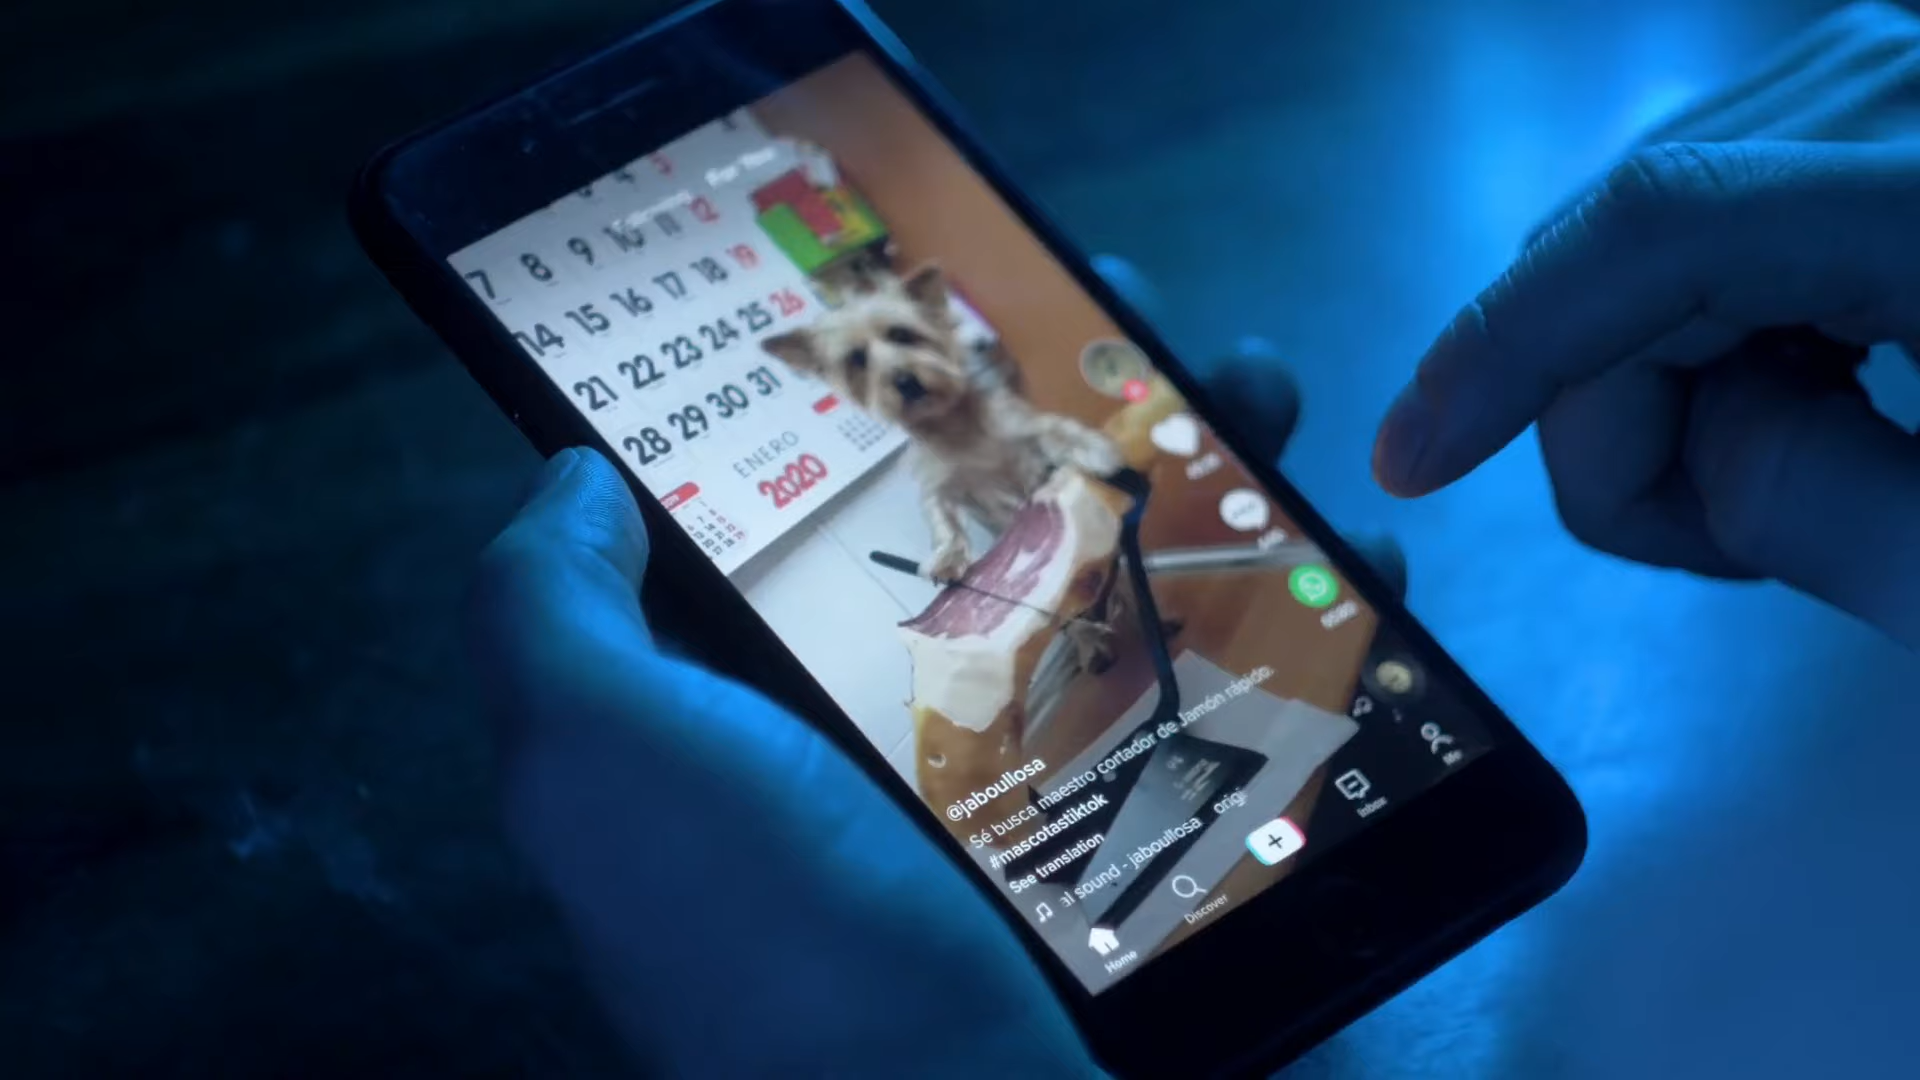 For You
5
11 12
7 8 9 10
14 15 16 17 18 19
21 22 23 24 25 26
28 29 30 31
ENERO
2020
@jaboullosa
Sé busca maestro cortador de Jamón rápido.
#mascotastiktok
See translation
al sound - jaboullosa origi
Home
Discover
Inbox
Me